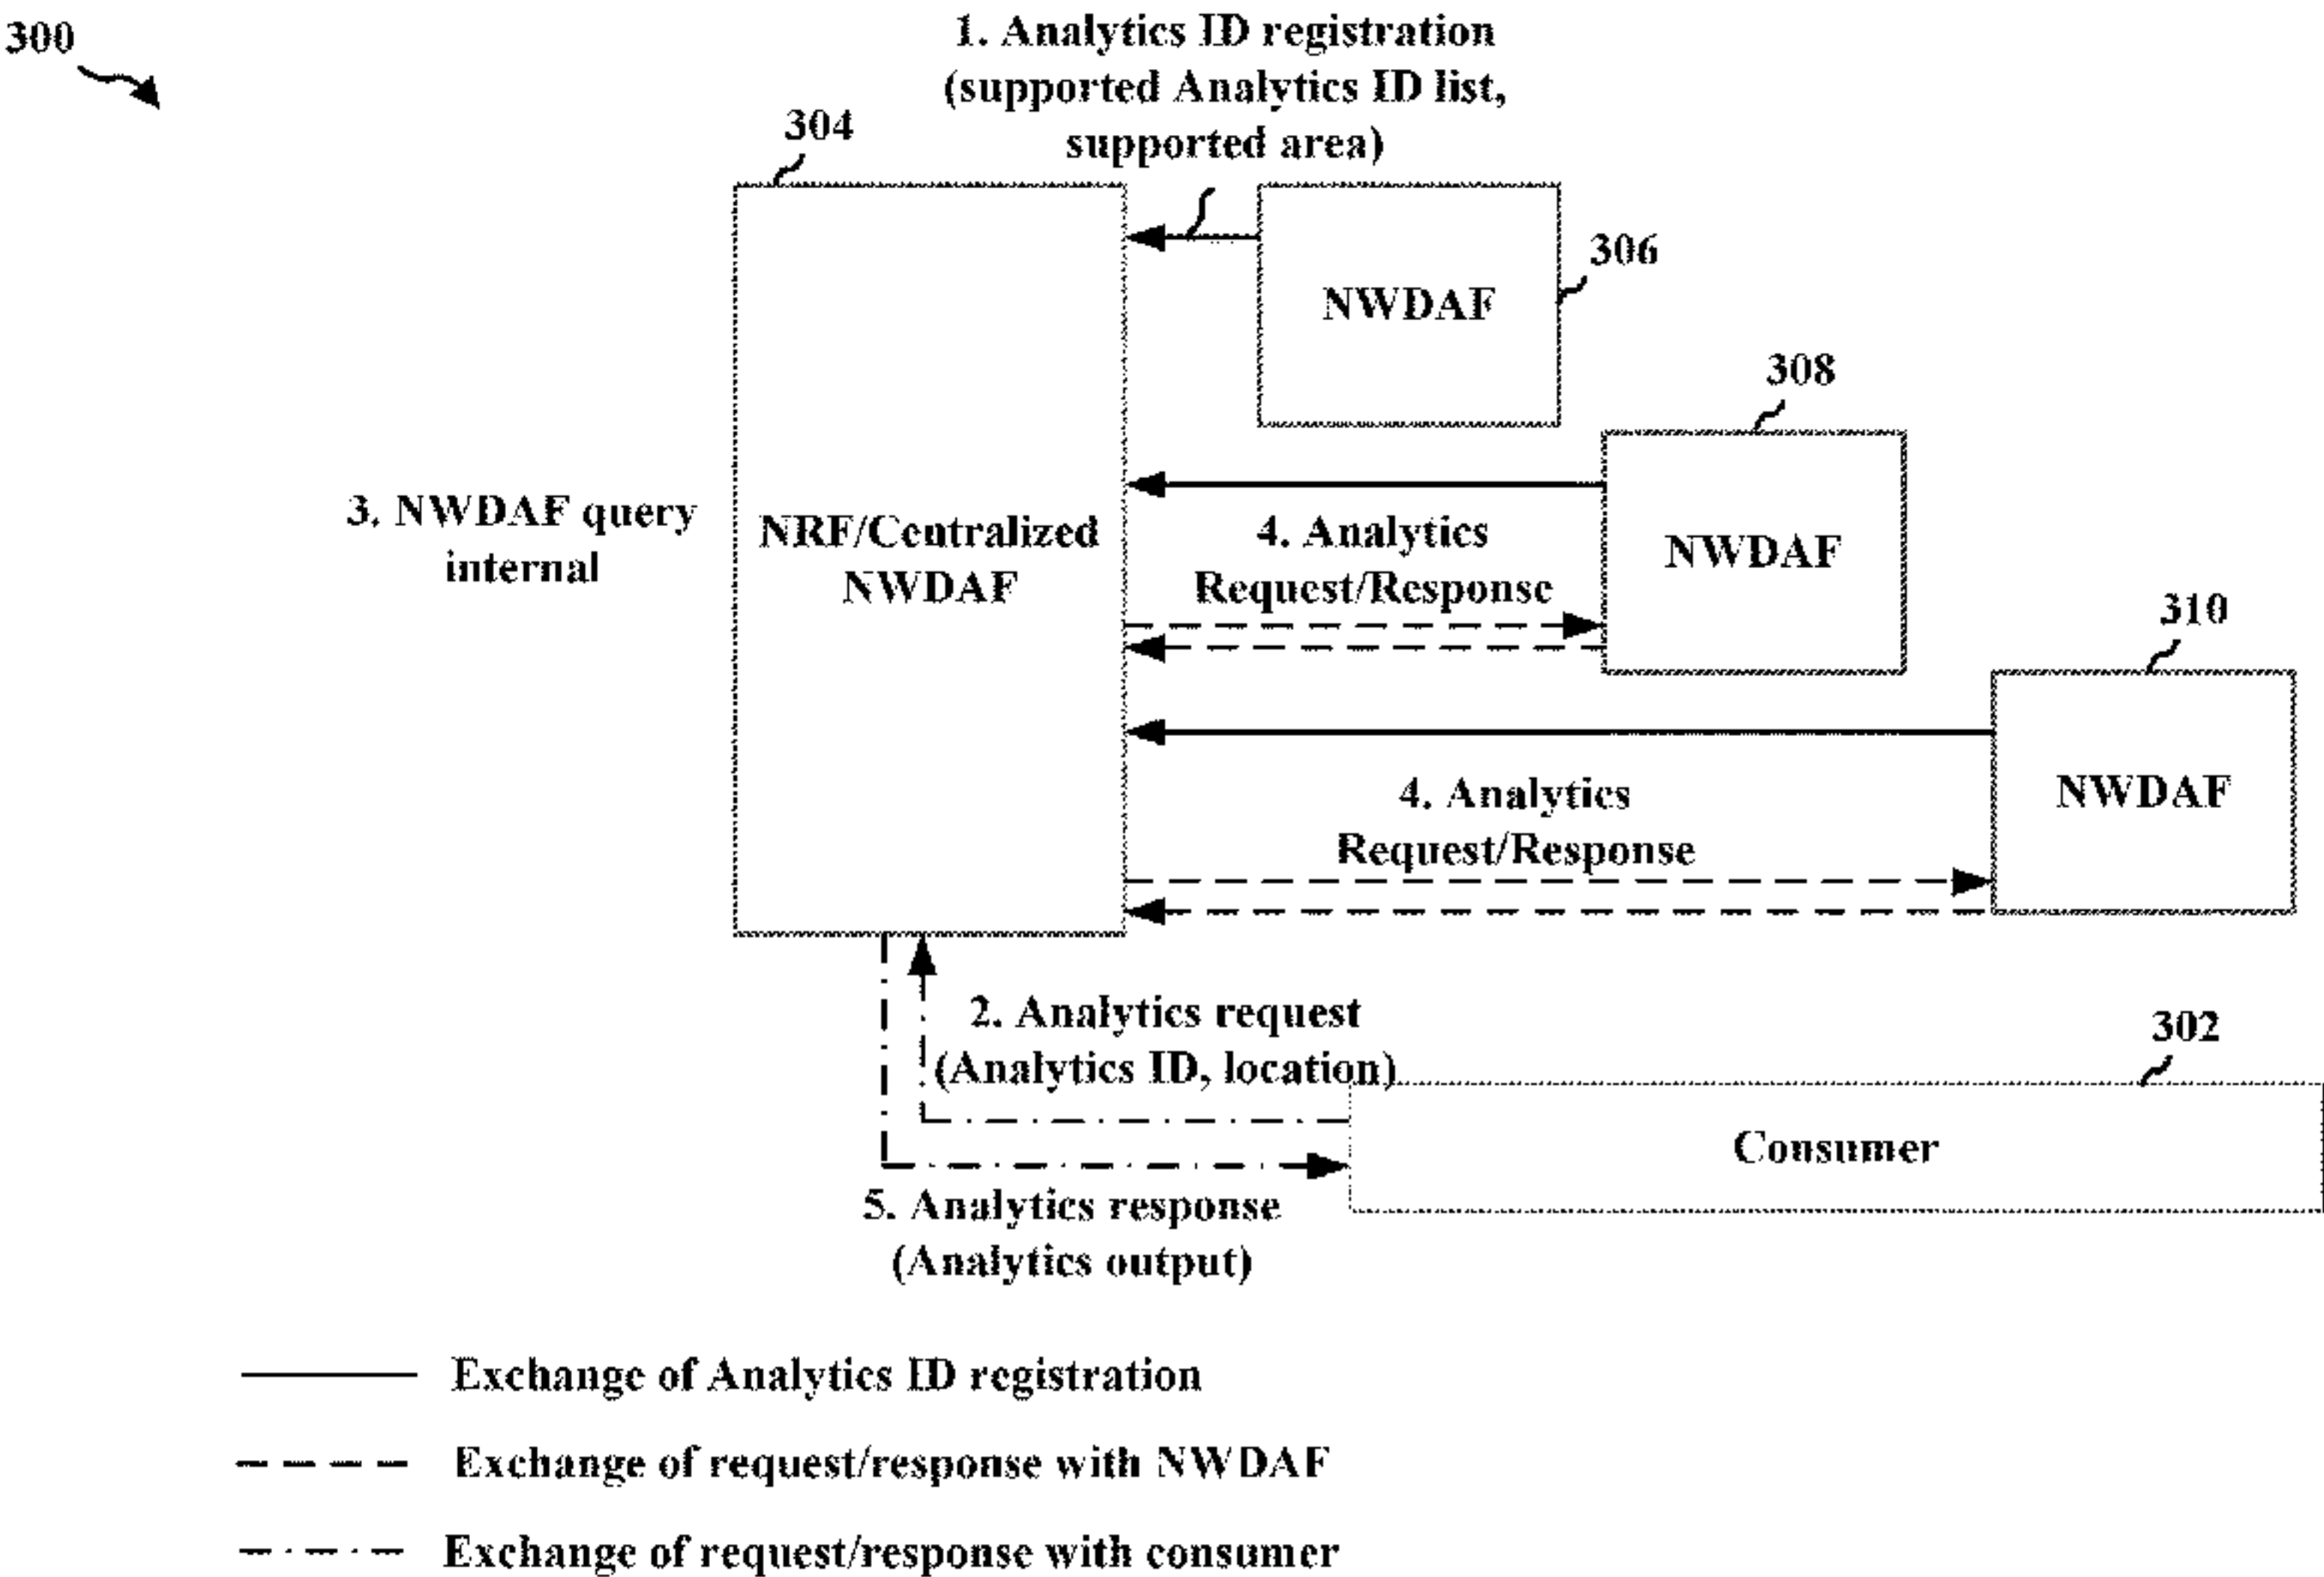 300
1. Analytics ID registration
(supported Analytics ID list,
supported area)
304
306
NWDAF
308
3. NWDAF query
internal
NRF/Centralized
NWDAF
4. Analytics
Request/Response
NWDAF
310
4. Analytics
Request/Response
NWDAF
2. Analytics request
(Analytics ID, location)
302
Consumer
5. Analytics response
(Analytics output)
Exchange of Analytics ID registration
Exchange of request/response with NWDAF
Exchange of request/response with consumer